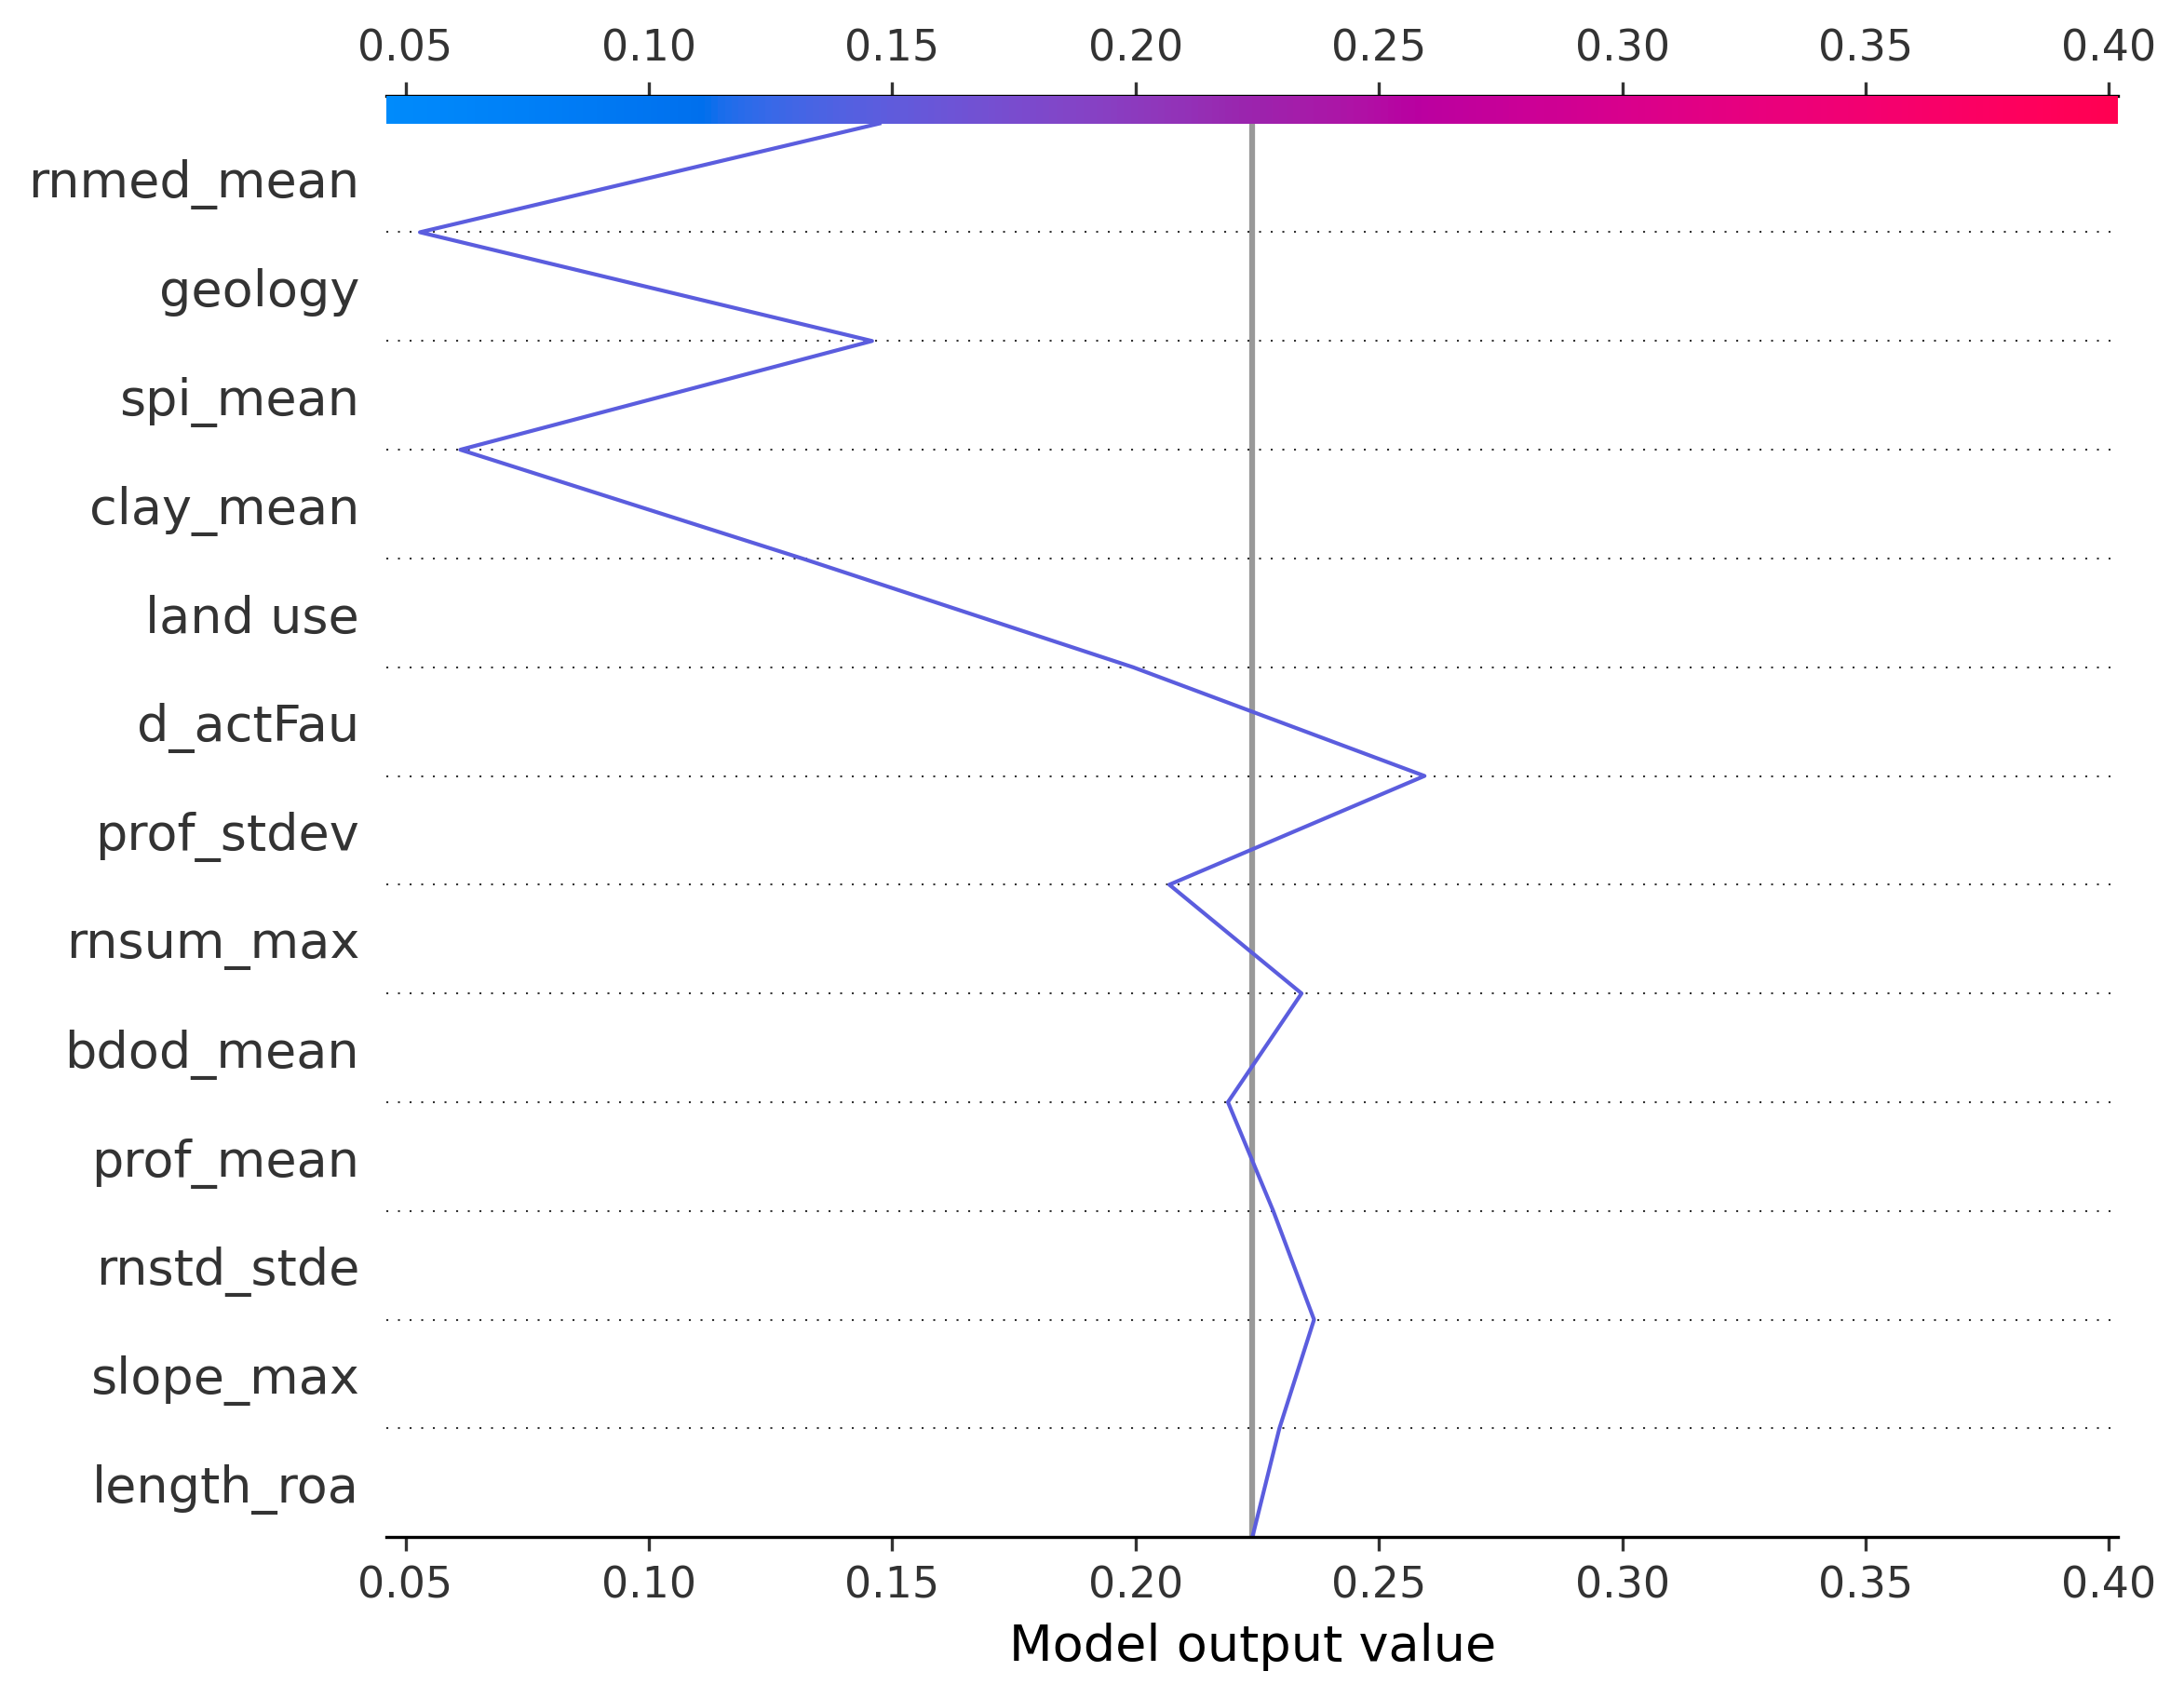 0.05 0.10 0.15 0.20 0.25 0.30 0.35 0.40
rnmed_mean
geology
spi_mean
clay_mean
land use
d_actFau
prof_stdev
rnsum_max
bdod_mean
prof_mean
rnstd_stde
slope_max
length_roa
0.05 0.10 0.15 0.20 0.25 0.30 0.35 0.40
Model output value